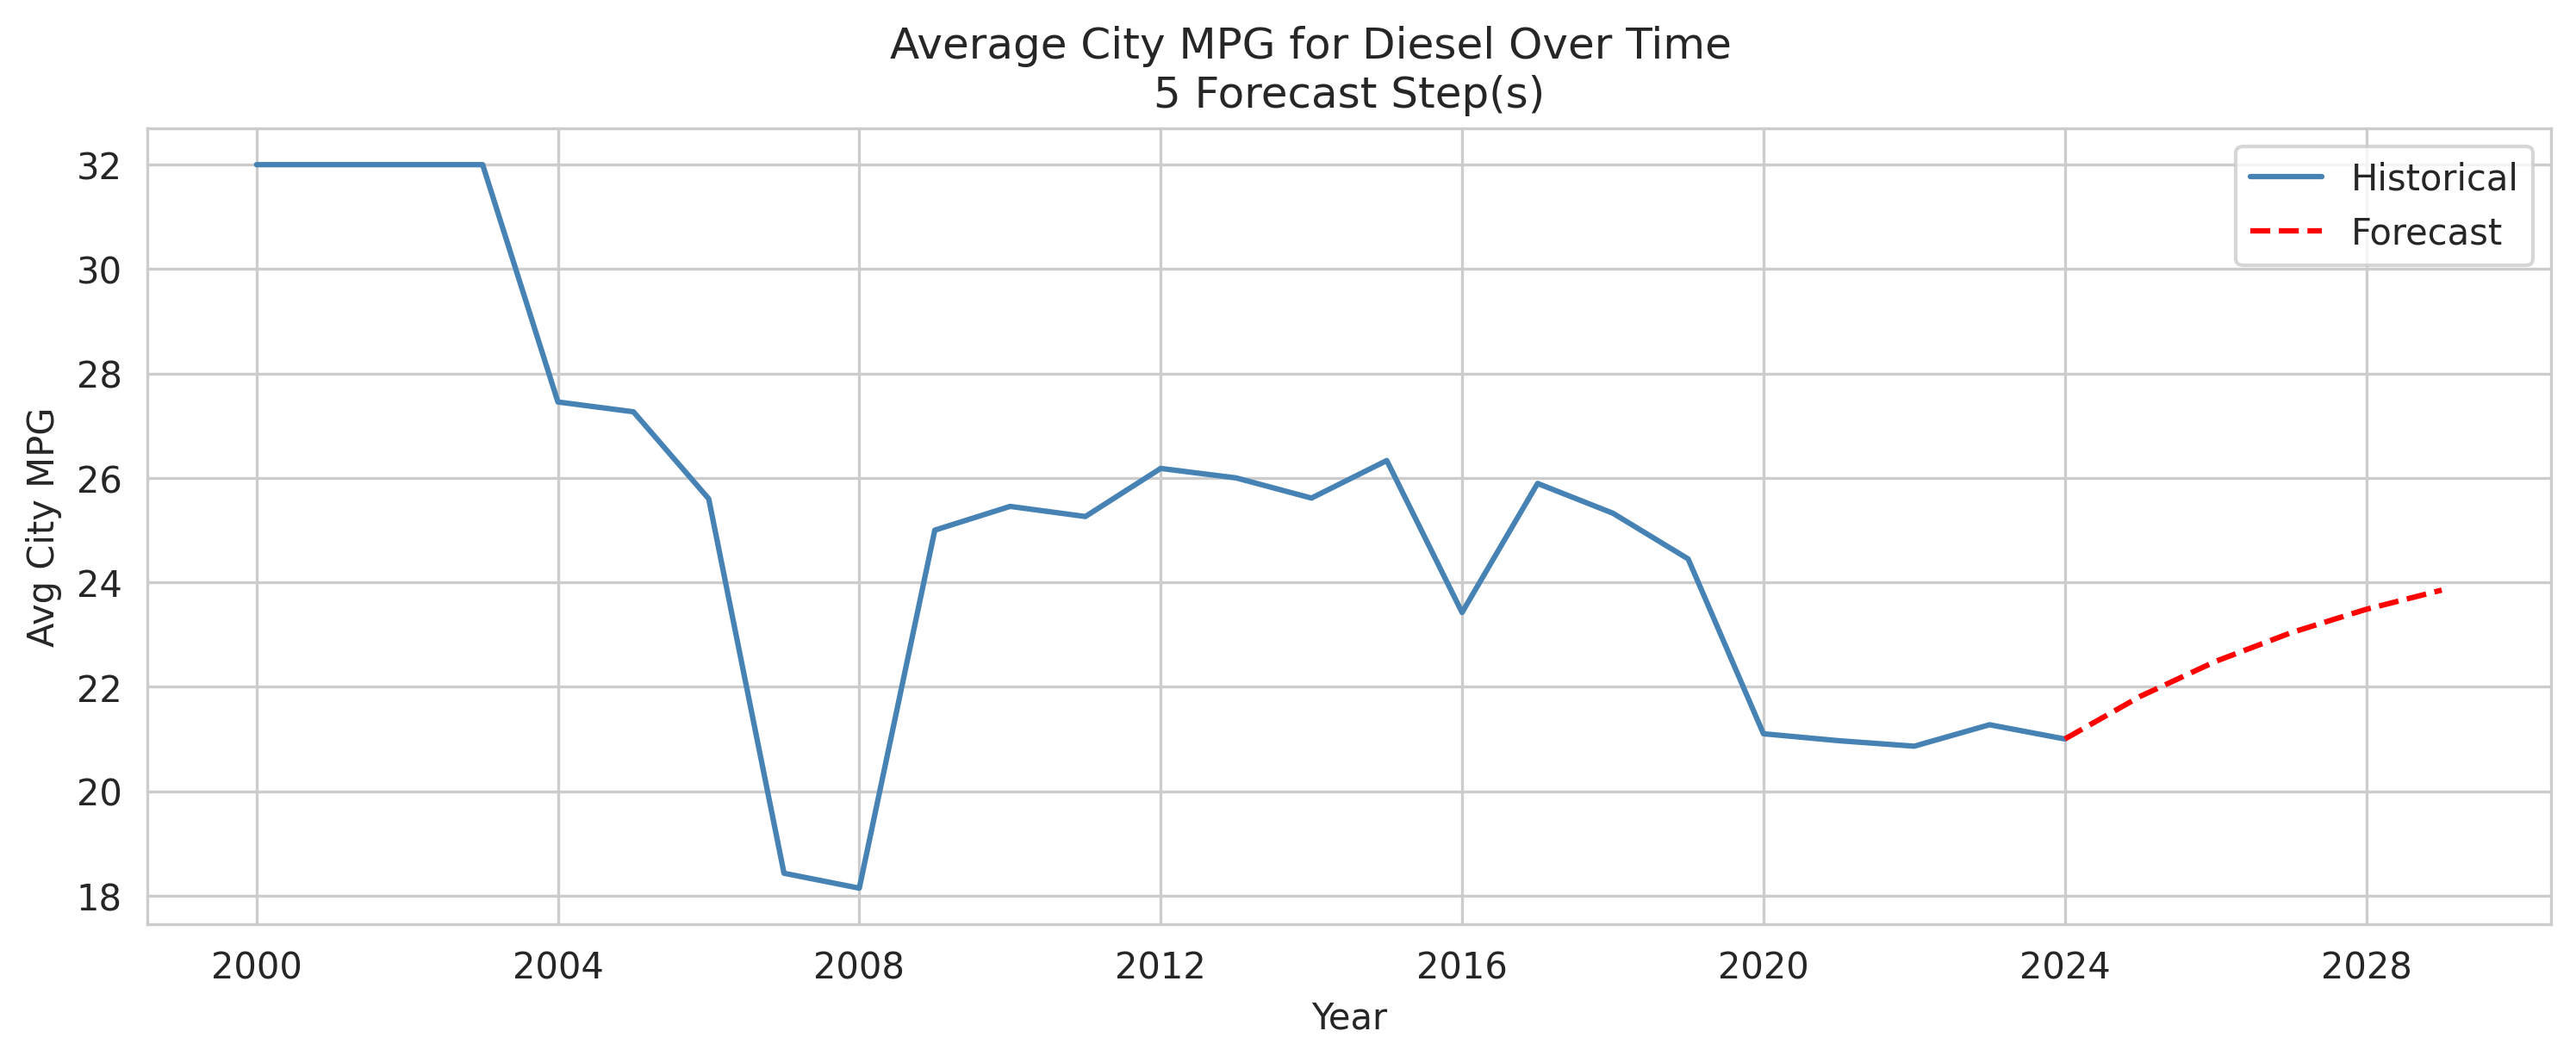 Average City MPG for Diesel Over Time
5 Forecast Step(s)
Historical
Forecast
Avg City MPG
32
30
28
26
24
22
20
18
2000 2004 2008 2012 2016 2020 2024 2028
Year